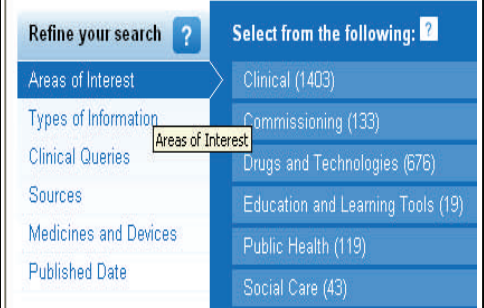 Refine your search ?
Areas of Interest
Types of Information
Clinical Queries
Sources
Medicines and Devices
Published Date
Areas of Interest
Select from the following: ?
Clinical (1403)
Commissioning (133)
Drugs and Technologies (676)
Education and Learning Tools (19)
Public Health (119)
Social Care (43)